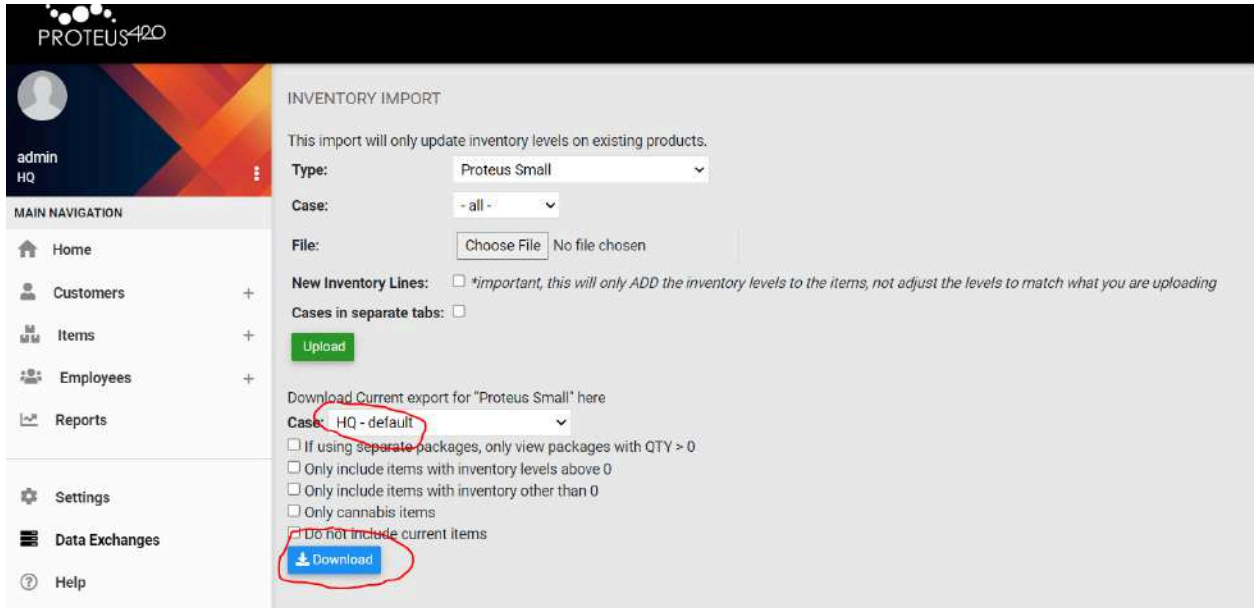 PROTEUS420
admin
HQ
MAIN NAVIGATION
Home
Customers +
Items +
Employees +
Reports
Settings
Data Exchanges
Help
INVENTORY IMPORT
This import will only update inventory levels on existing products.
Type: Proteus Small
Case: - all -
File: Choose File No file chosen
New Inventory Lines: *important, this will only ADD the inventory levels to the items, not adjust the levels to match what you are uploading
Cases in separate tabs:
Upload
Download Current export for "Proteus Small" here
Case: HQ - default
If using separate packages, only view packages with QTY > 0
Only include items with inventory levels above 0
Only include items with inventory other than 0
Only cannabis items
Do not include current items
Download